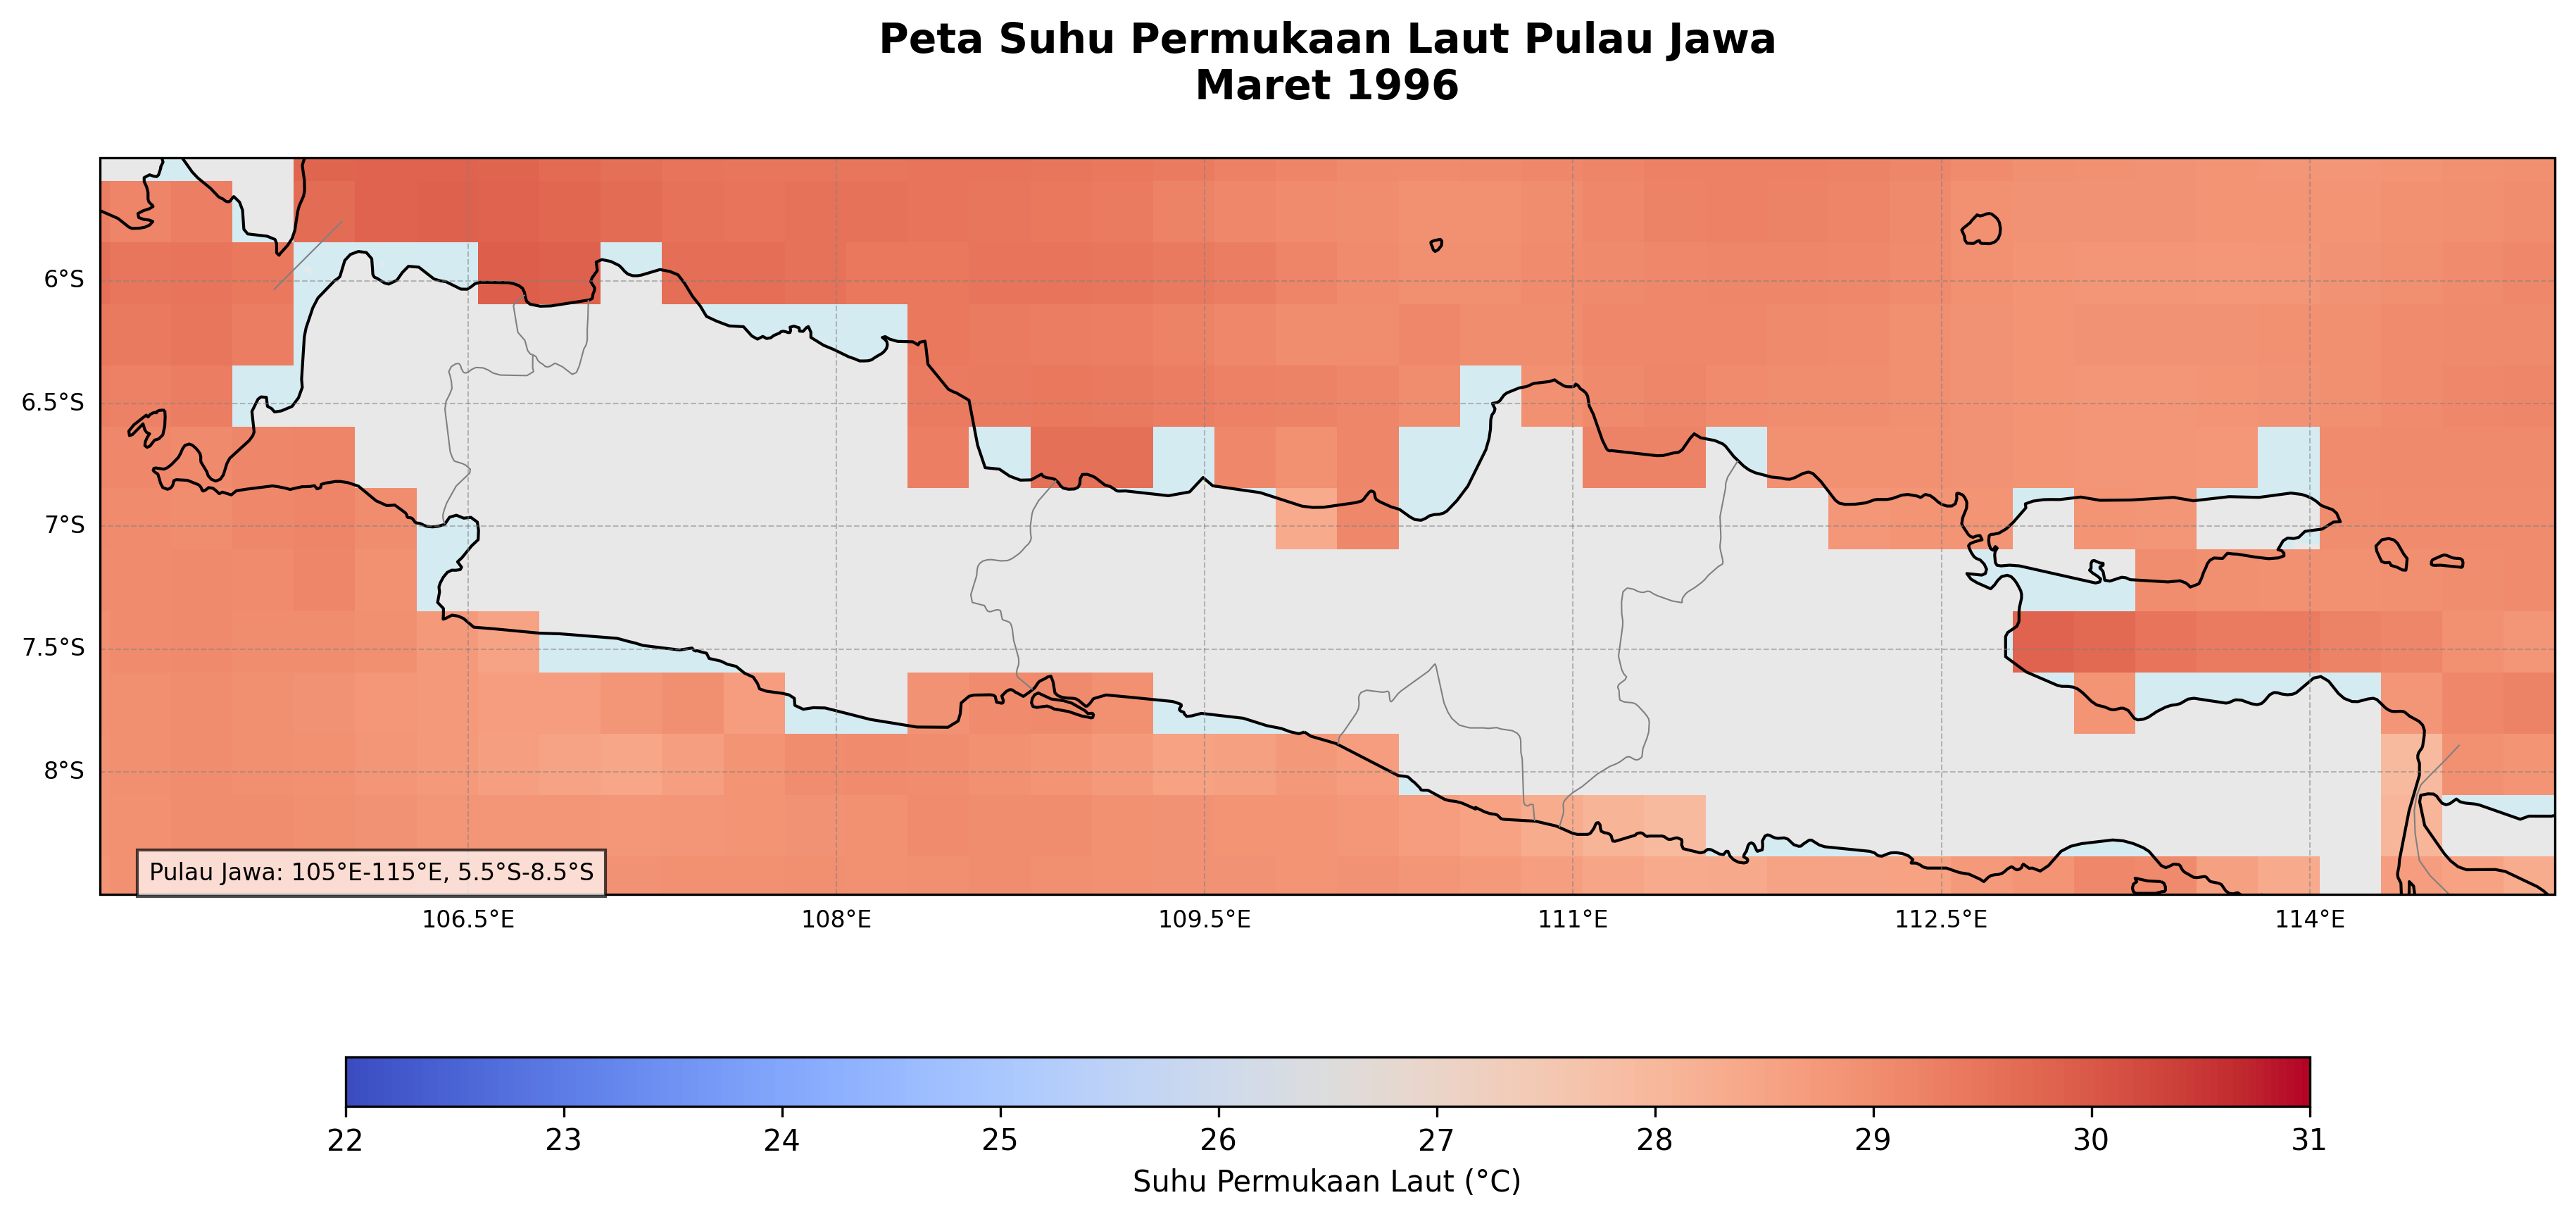 Peta Suhu Permukaan Laut Pulau Jawa
Maret 1996
6°S
6.5°S
7°S
7.5°S
8°S
Pulau Jawa: 105°E-115°E, 5.5°S-8.5°S
106.5°E 108°E 109.5°E 111°E 112.5°E 114°E
22 23 24 25 26 27 28 29 30 31
Suhu Permukaan Laut (°C)